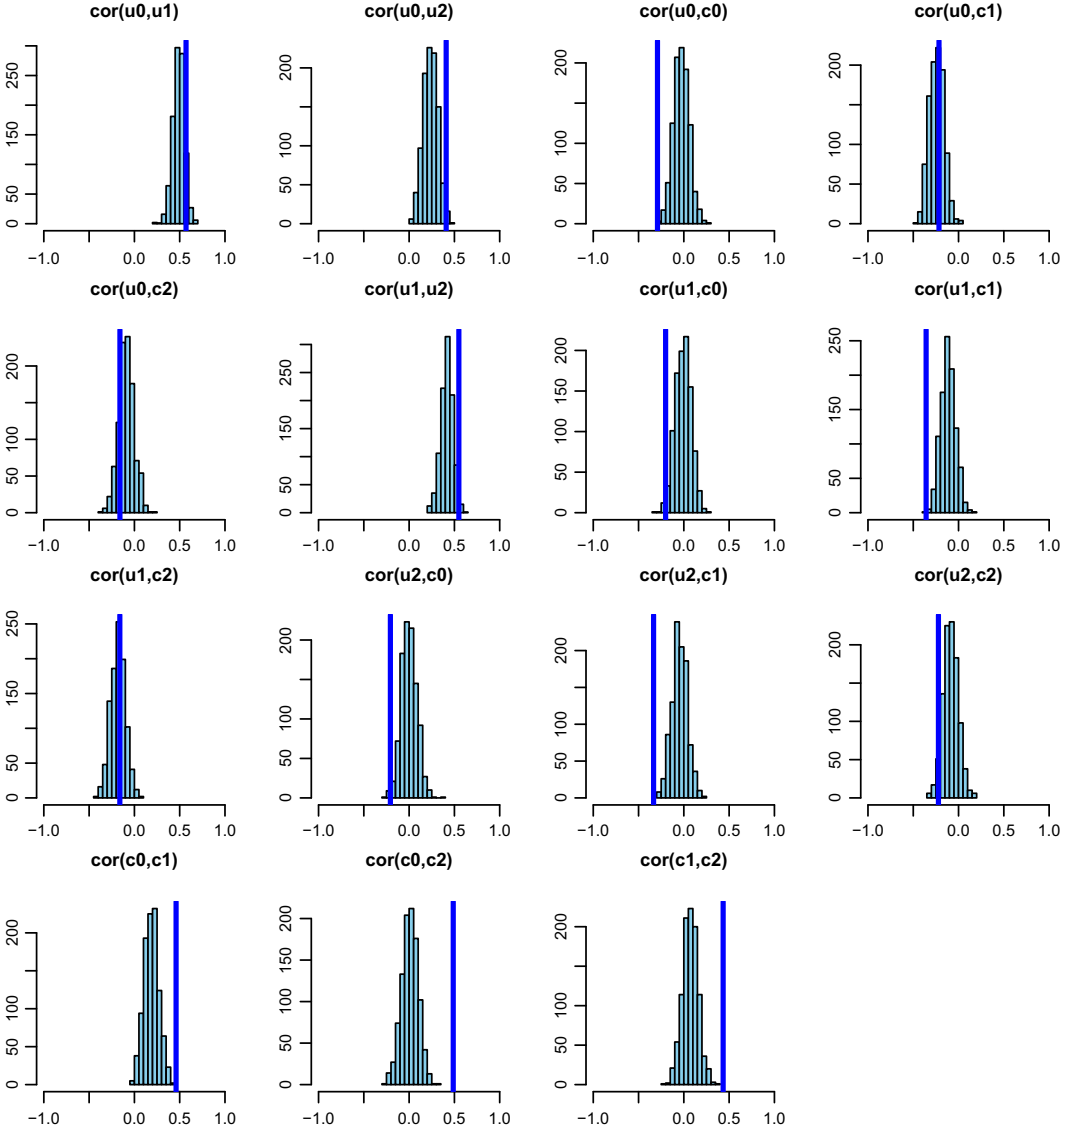 cor(u0,u1) cor(u0,u2) cor(u0,c0) cor(u0,c1)
250 200 200 200
150 100 100 100
50 50 50 50
0 0 0 0
−1.0 0.0 0.5 1.0 −1.0 0.0 0.5 1.0 −1.0 0.0 0.5 1.0 −1.0 0.0 0.5 1.0
cor(u0,c2) cor(u1,u2) cor(u1,c0) cor(u1,c1)
200 250 200 250
100 150 100 150
50 50 50 50
0 0 0 0
−1.0 0.0 0.5 1.0 −1.0 0.0 0.5 1.0 −1.0 0.0 0.5 1.0 −1.0 0.0 0.5 1.0
cor(u1,c2) cor(u2,c0) cor(u2,c1) cor(u2,c2)
250 200 200 200
150 100 100 100
50 50 50 50
0 0 0 0
−1.0 0.0 0.5 1.0 −1.0 0.0 0.5 1.0 −1.0 0.0 0.5 1.0 −1.0 0.0 0.5 1.0
cor(c0,c1) cor(c0,c2) cor(c1,c2)
200 200 200
150
100 100 100
50 50 50
0 0 0
−1.0 0.0 0.5 1.0 −1.0 0.0 0.5 1.0 −1.0 0.0 0.5 1.0